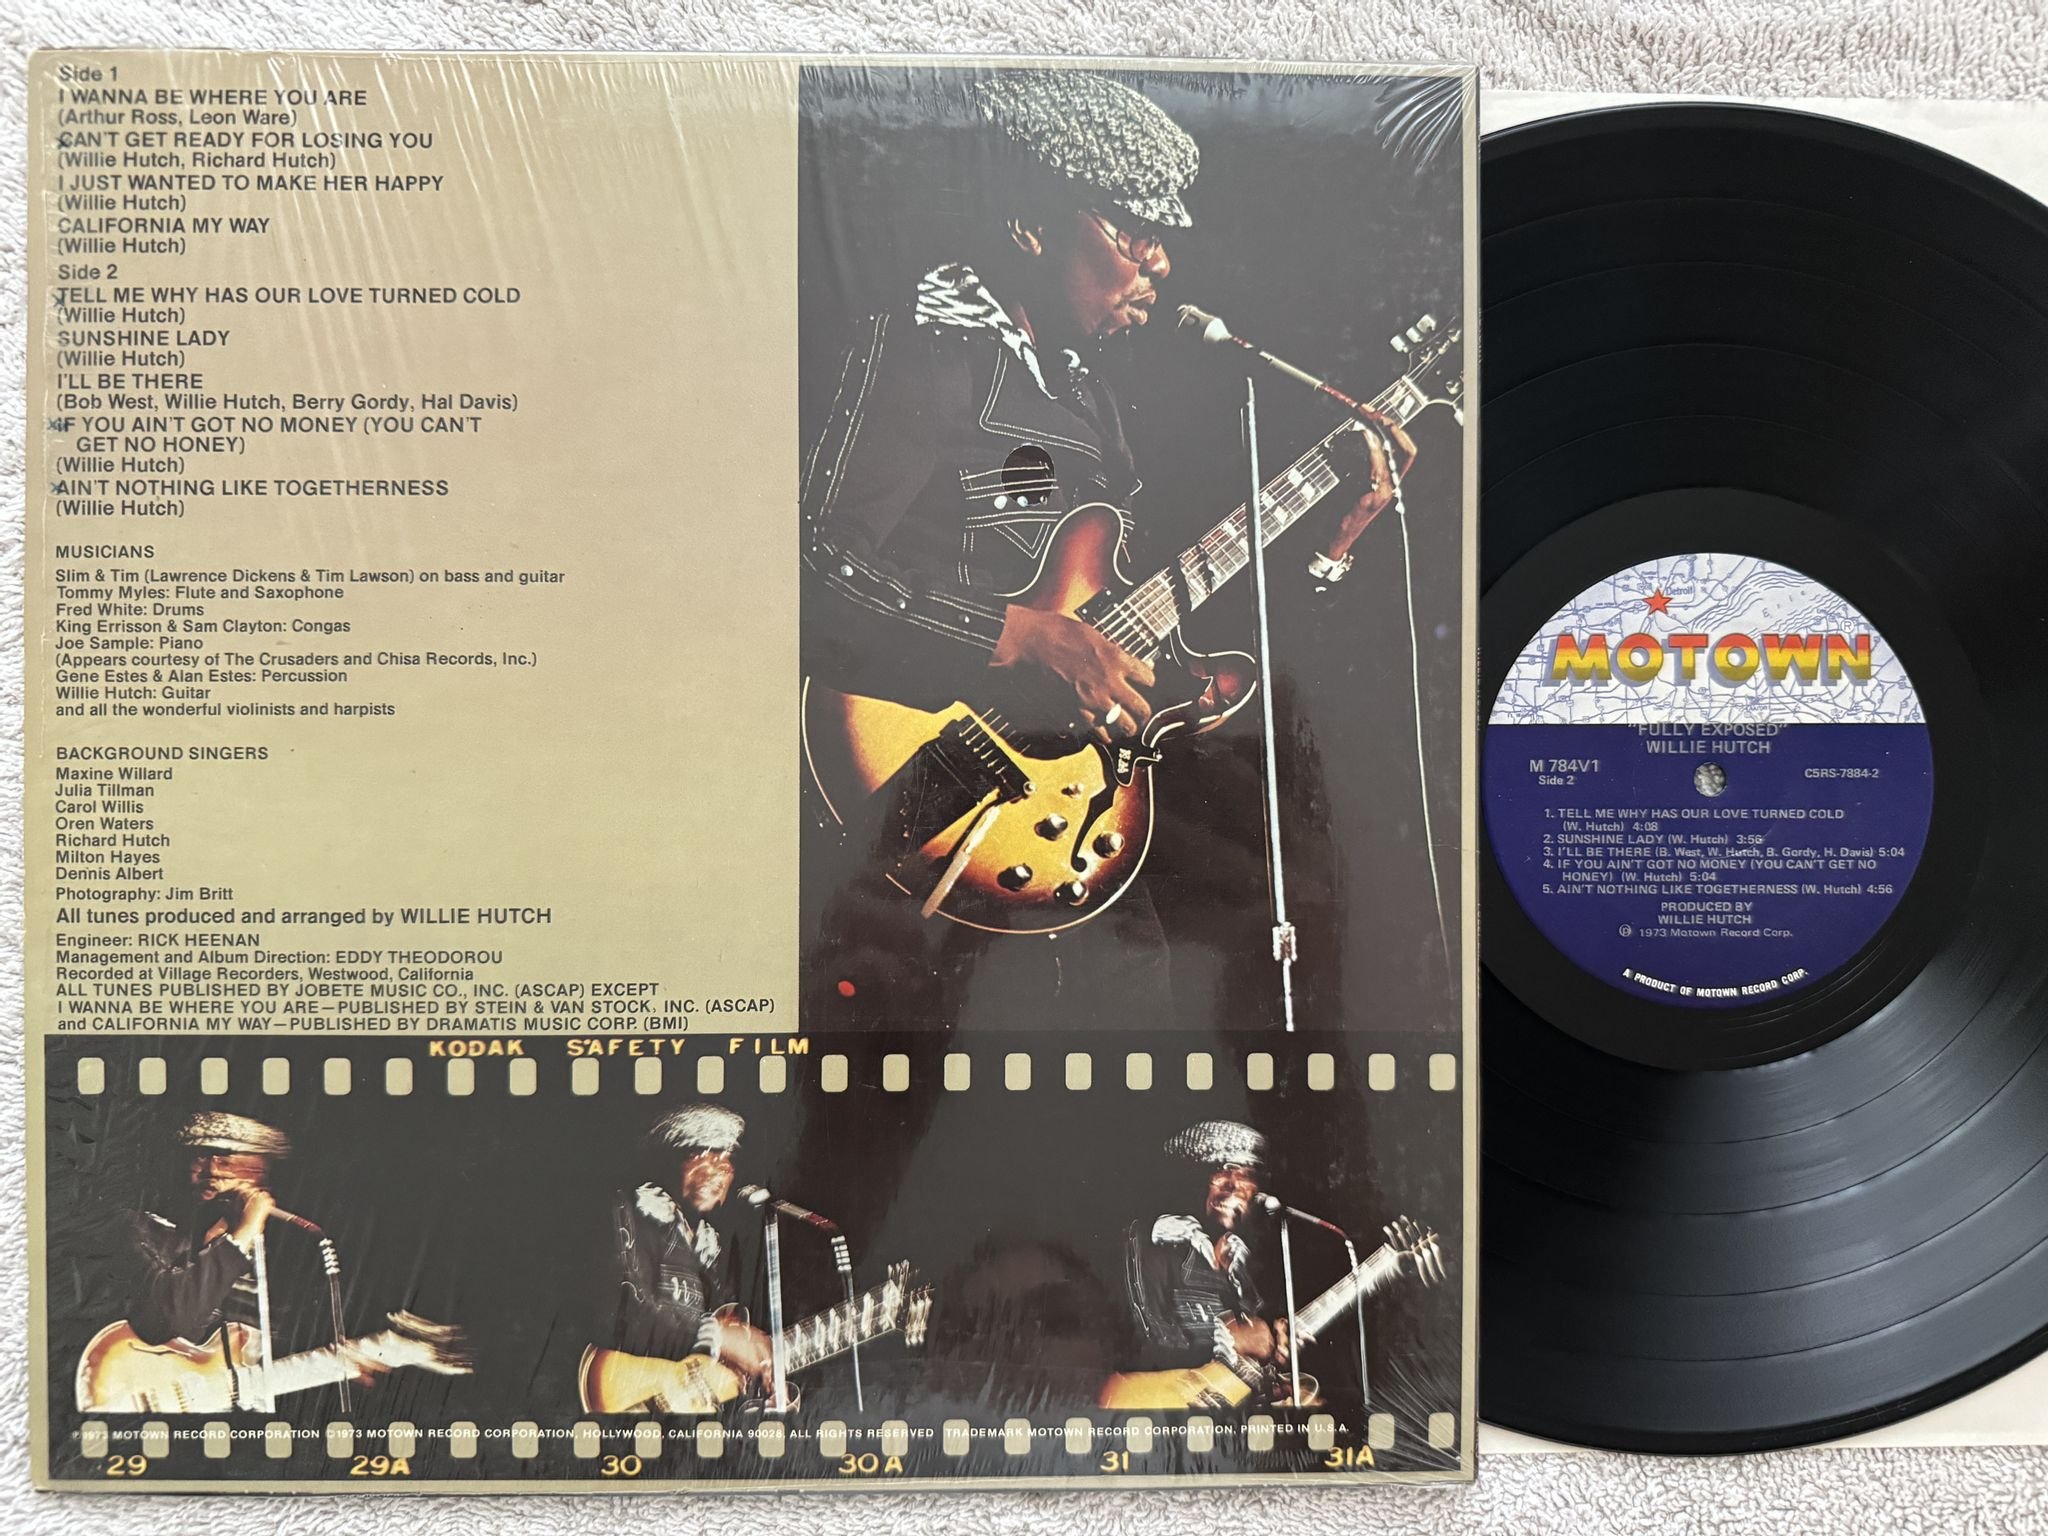 Side 1
I WANNA BE WHERE YOU ARE
(Arthur Ross, Leon Ware)
CAN'T GET READY FOR LOSING YOU
(Willie Hutch, Richard Hutch)
I JUST WANTED TO MAKE HER HAPPY
(Willie Hutch)
CALIFORNIA MY WAY
(Willie Hutch)
Side 2
TELL ME WHY HAS OUR LOVE TURNED COLD
(Willie Hutch)
SUNSHINE LADY
(Willie Hutch)
I'LL BE THERE
(Bob West, Willie Hutch, Berry Gordy, Hal Davis)
IF YOU AIN'T GOT NO MONEY (YOU CAN'T
GET NO HONEY)
(Willie Hutch)
AIN'T NOTHING LIKE TOGETHERNESS
(Willie Hutch)
MUSICIANS
Slim & Tim (Lawrence Dickens & Tim Lawson) on bass and guitar
Tommy Myles: Flute and Saxophone
Fred White: Drums
King Errisson & Sam Clayton: Congas
Joe Sample: Piano
(Appears courtesy of The Crusaders and Chisa Records, Inc.)
Gene Estes & Alan Estes: Percussion
Willie Hutch: Guitar
and all the wonderful violinists and harpists
BACKGROUND SINGERS
Maxine Willard
Julia Tillman
Carol Willis
Oren Waters
Richard Hutch
Milton Hayes
Dennis Albert
Photography: Jim Britt
All tunes produced and arranged by WILLIE HUTCH
Engineer: RICK HEENAN
Management and Album Direction: EDDY THEODOROU
Recorded at Village Recorders, Westwood, California
ALL TUNES PUBLISHED BY JOBETE MUSIC CO., INC. (ASCAP) EXCEPT
I WANNA BE WHERE YOU ARE—PUBLISHED BY STEIN & VAN STOCK, INC. (ASCAP)
and CALIFORNIA MY WAY—PUBLISHED BY DRAMATIS MUSIC CORP. (BMI)
KODAK SAFETY FILM
℗1973 MOTOWN RECORD CORPORATION ©1973 MOTOWN RECORD CORPORATION, HOLLYWOOD, CALIFORNIA 90028, ALL RIGHTS RESERVED TRADEMARK MOTOWN RECORD CORPORATION, PRINTED IN U.S.A.
29 29A 30 30A 31 31A
Detroit
Erie
MOTOWN®
"FULLY EXPOSED"
WILLIE HUTCH
M 784V1
Side 2
C5RS-7884-2
1. TELL ME WHY HAS OUR LOVE TURNED COLD
(W. Hutch) 4:08
2. SUNSHINE LADY (W. Hutch) 3:56
3. I'LL BE THERE (B. West, W. Hutch, B. Gordy, H. Davis) 5:04
4. IF YOU AIN'T GOT NO MONEY (YOU CAN'T GET NO
HONEY) (W. Hutch) 5:04
5. AIN'T NOTHING LIKE TOGETHERNESS (W. Hutch) 4:56
PRODUCED BY
WILLIE HUTCH
℗ 1973 Motown Record Corp.
A PRODUCT OF MOTOWN RECORD CORP.